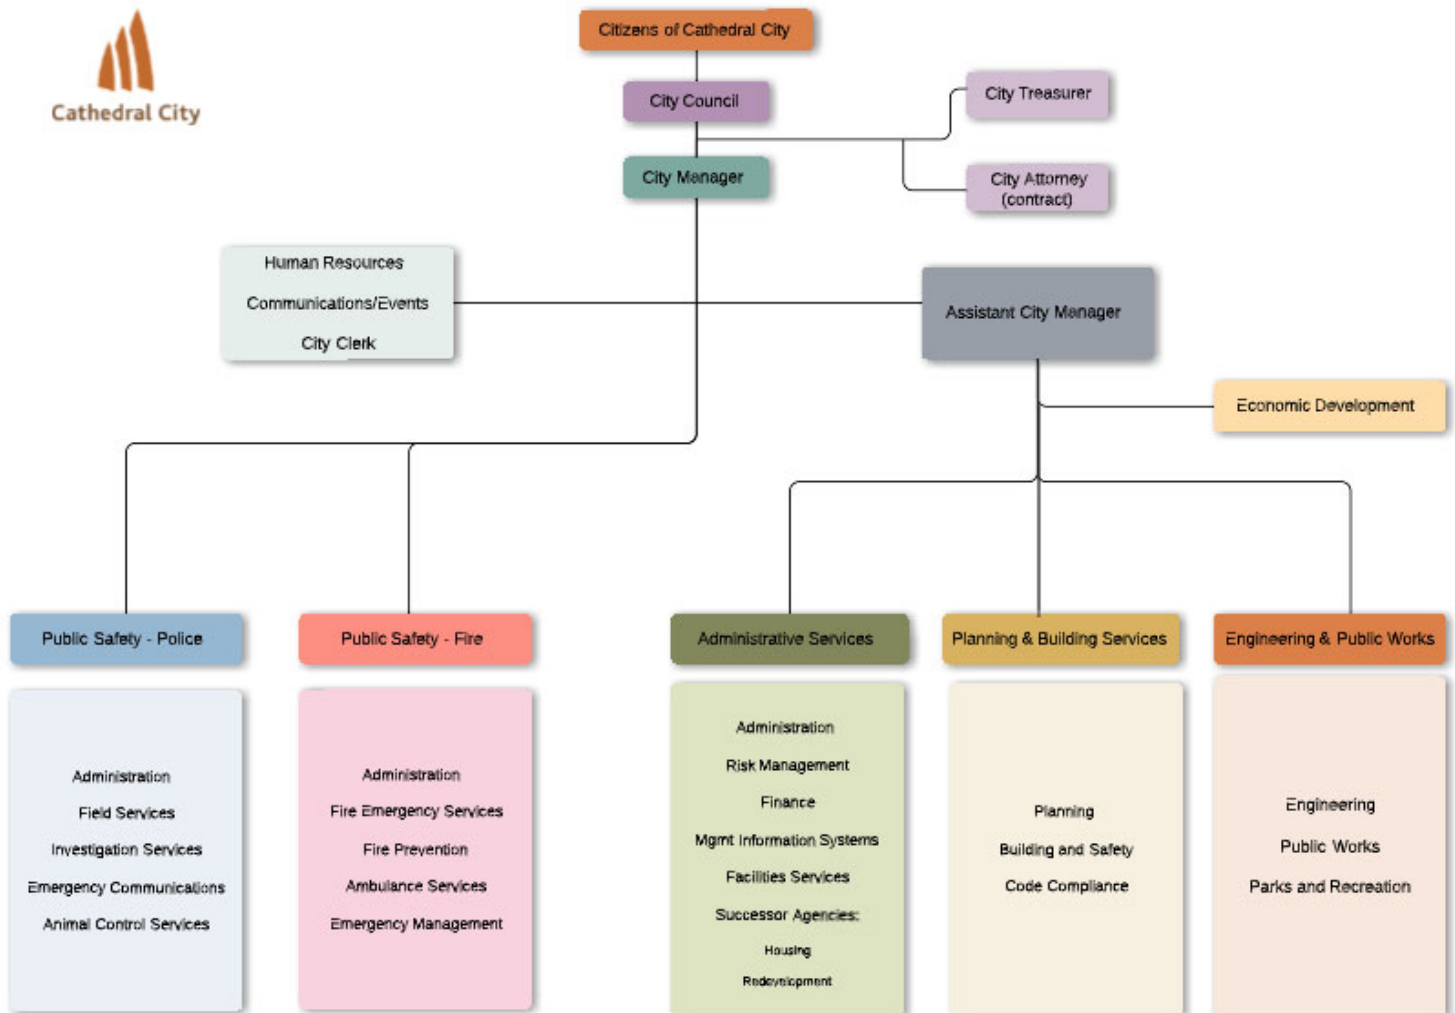 Cathedral City
Citizens of Cathedral City
City Council
City Treasurer
City Manager
City Attorney
(contract)
Human Resources
Communications/Events
City Clerk
Assistant City Manager
Economic Development
Public Safety - Police
Administration
Field Services
Investigation Services
Emergency Communications
Animal Control Services
Public Safety - Fire
Administration
Fire Emergency Services
Fire Prevention
Ambulance Services
Emergency Management
Administrative Services
Administration
Risk Management
Finance
Mgmt Information Systems
Facilities Services
Successor Agencies:
Housing
Redevelopment
Planning & Building Services
Planning
Building and Safety
Code Compliance
Engineering & Public Works
Engineering
Public Works
Parks and Recreation